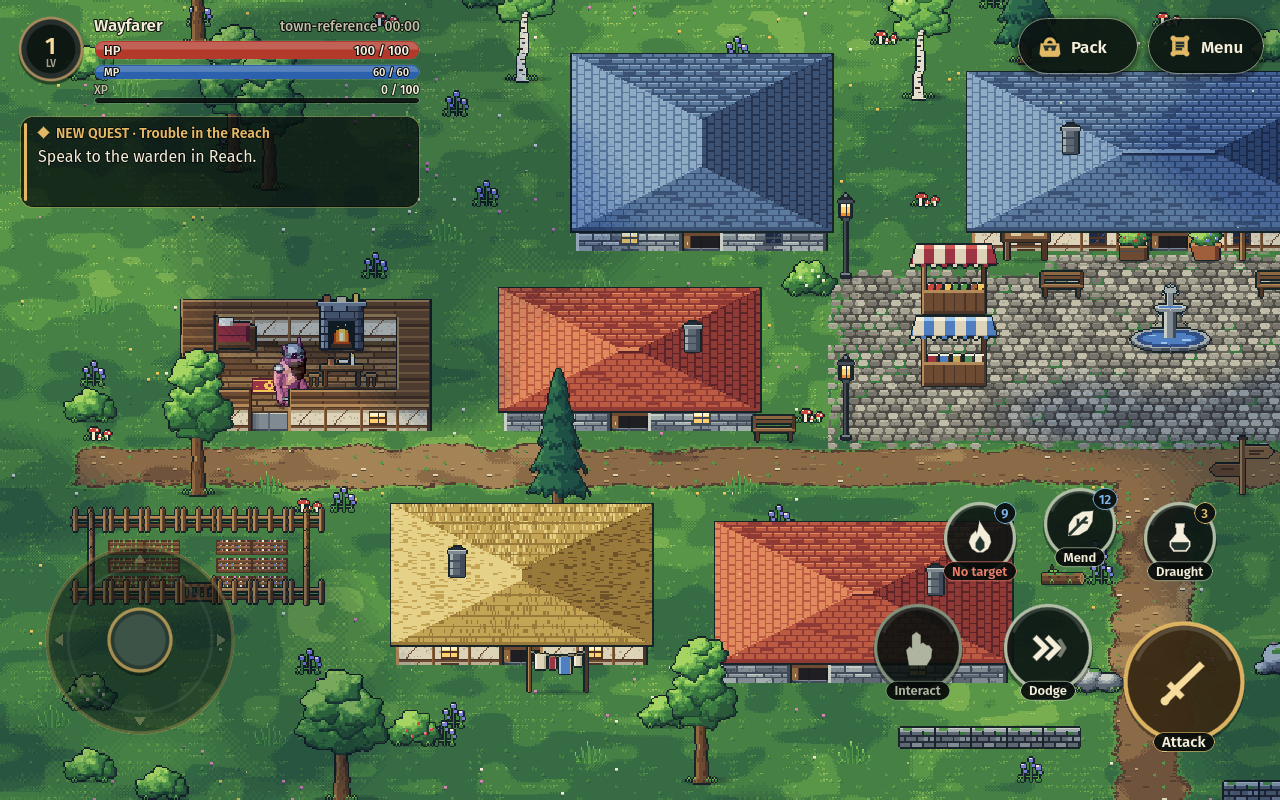 Wayfarer
town-reference 00:00
1
LV
HP 100 / 100
MP 60 / 60
XP 0 / 100
Pack
Menu
NEW QUEST · Trouble in the Reach
Speak to the warden in Reach.
9
12
3
No target
Mend
Draught
Interact
Dodge
Attack